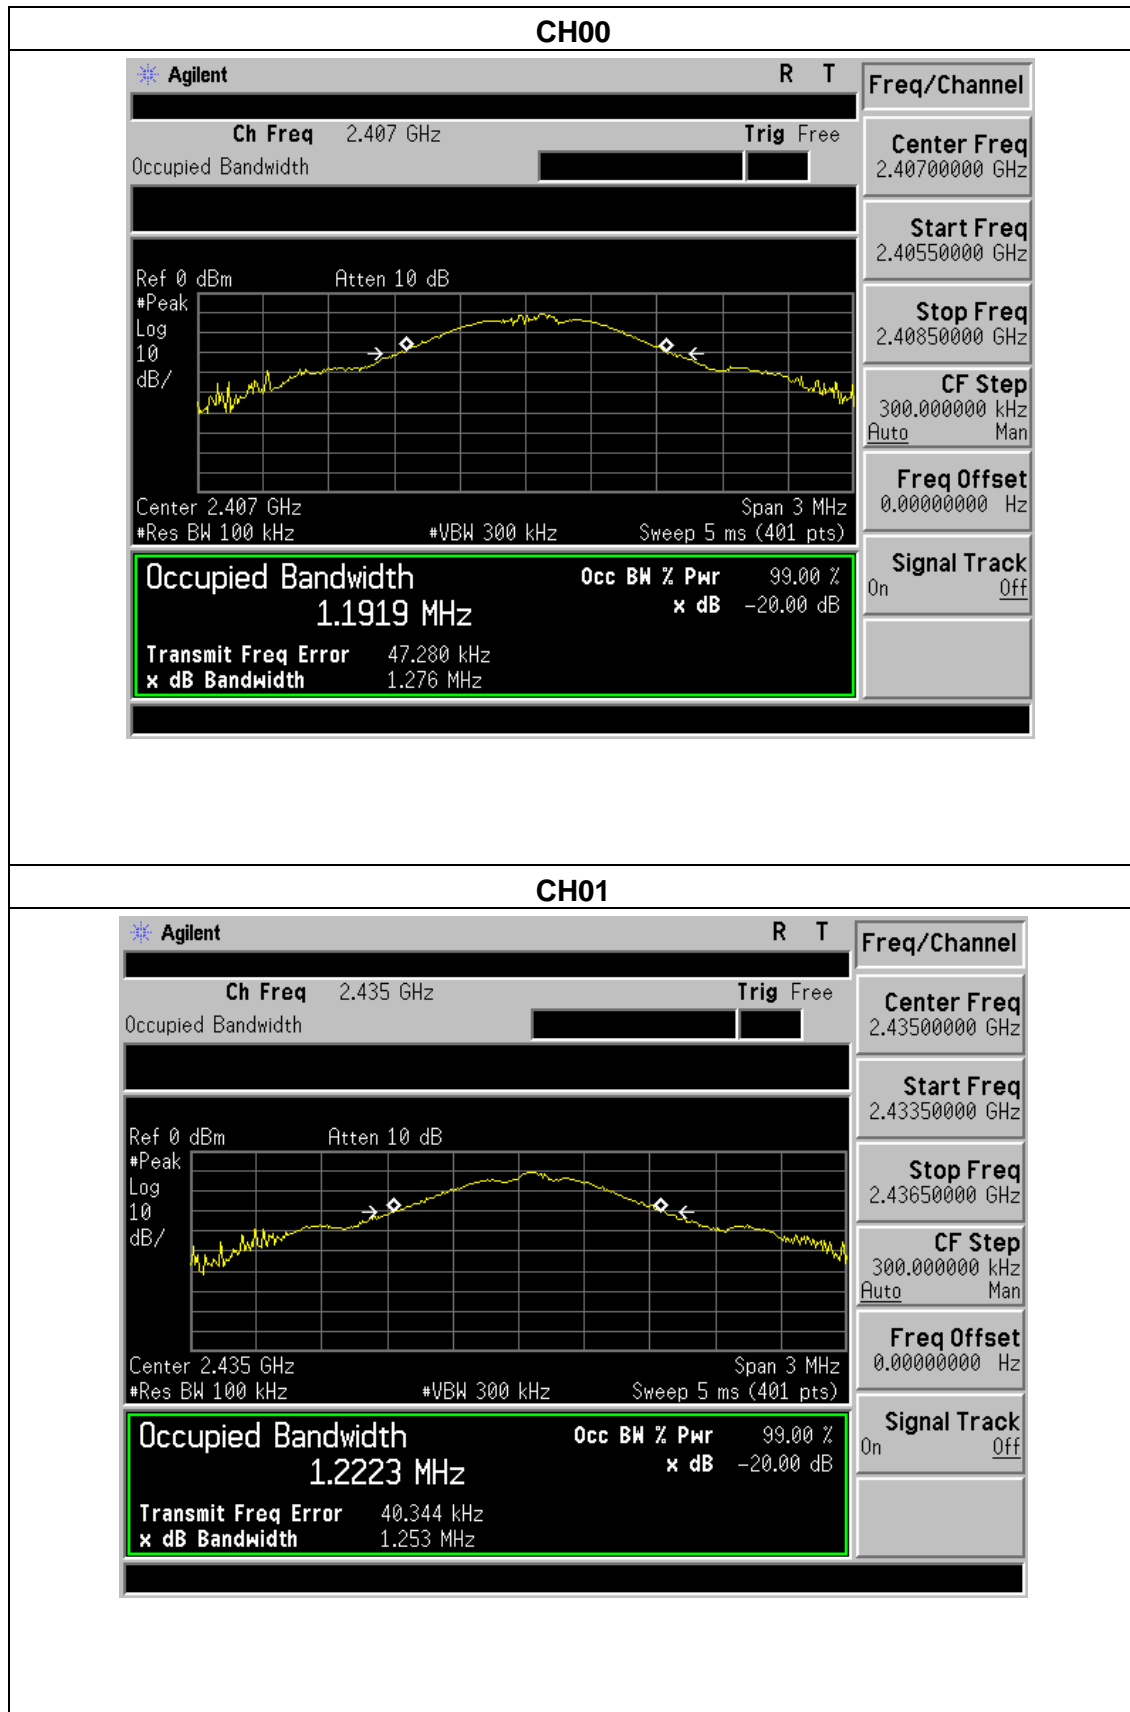 CH00
Agilent R T
Freq/Channel
Ch Freq 2.407 GHz Trig Free
Occupied Bandwidth
Center Freq
2.40700000 GHz
Start Freq
2.40550000 GHz
Stop Freq
2.40850000 GHz
CF Step
300.000000 kHz
Auto Man
Freq Offset
0.00000000 Hz
Signal Track
On Off
Ref 0 dBm Atten 10 dB
#Peak
Log
10
dB/
Center 2.407 GHz Span 3 MHz
#Res BW 100 kHz #VBW 300 kHz Sweep 5 ms (401 pts)
Occupied Bandwidth Occ BW % Pwr 99.00 %
1.1919 MHz x dB -20.00 dB
Transmit Freq Error 47.280 kHz
x dB Bandwidth 1.276 MHz
CH01
Agilent R T
Freq/Channel
Ch Freq 2.435 GHz Trig Free
Occupied Bandwidth
Center Freq
2.43500000 GHz
Start Freq
2.43350000 GHz
Stop Freq
2.43650000 GHz
CF Step
300.000000 kHz
Auto Man
Freq Offset
0.00000000 Hz
Signal Track
On Off
Ref 0 dBm Atten 10 dB
#Peak
Log
10
dB/
Center 2.435 GHz Span 3 MHz
#Res BW 100 kHz #VBW 300 kHz Sweep 5 ms (401 pts)
Occupied Bandwidth Occ BW % Pwr 99.00 %
1.2223 MHz x dB -20.00 dB
Transmit Freq Error 40.344 kHz
x dB Bandwidth 1.253 MHz